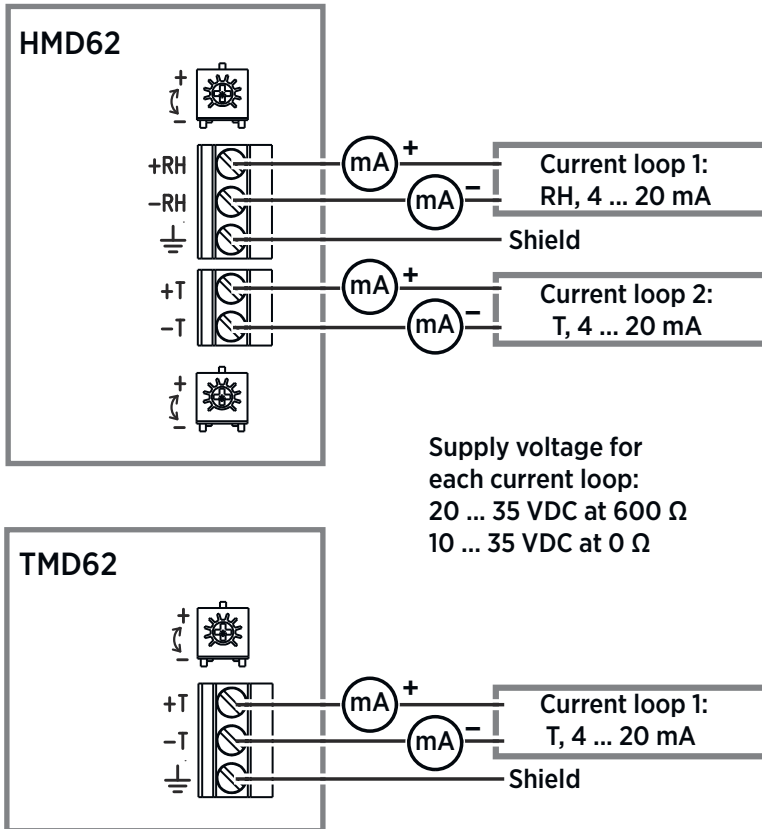 HMD62
+
−
+RH
mA
+
Current loop 1:
−RH
mA
−
RH, 4 ... 20 mA
Shield
+T
mA
+
Current loop 2:
−T
mA
−
T, 4 ... 20 mA
+
−
Supply voltage for
each current loop:
20 ... 35 VDC at 600 Ω
10 ... 35 VDC at 0 Ω
TMD62
+
−
+T
mA
+
Current loop 1:
−T
mA
−
T, 4 ... 20 mA
Shield